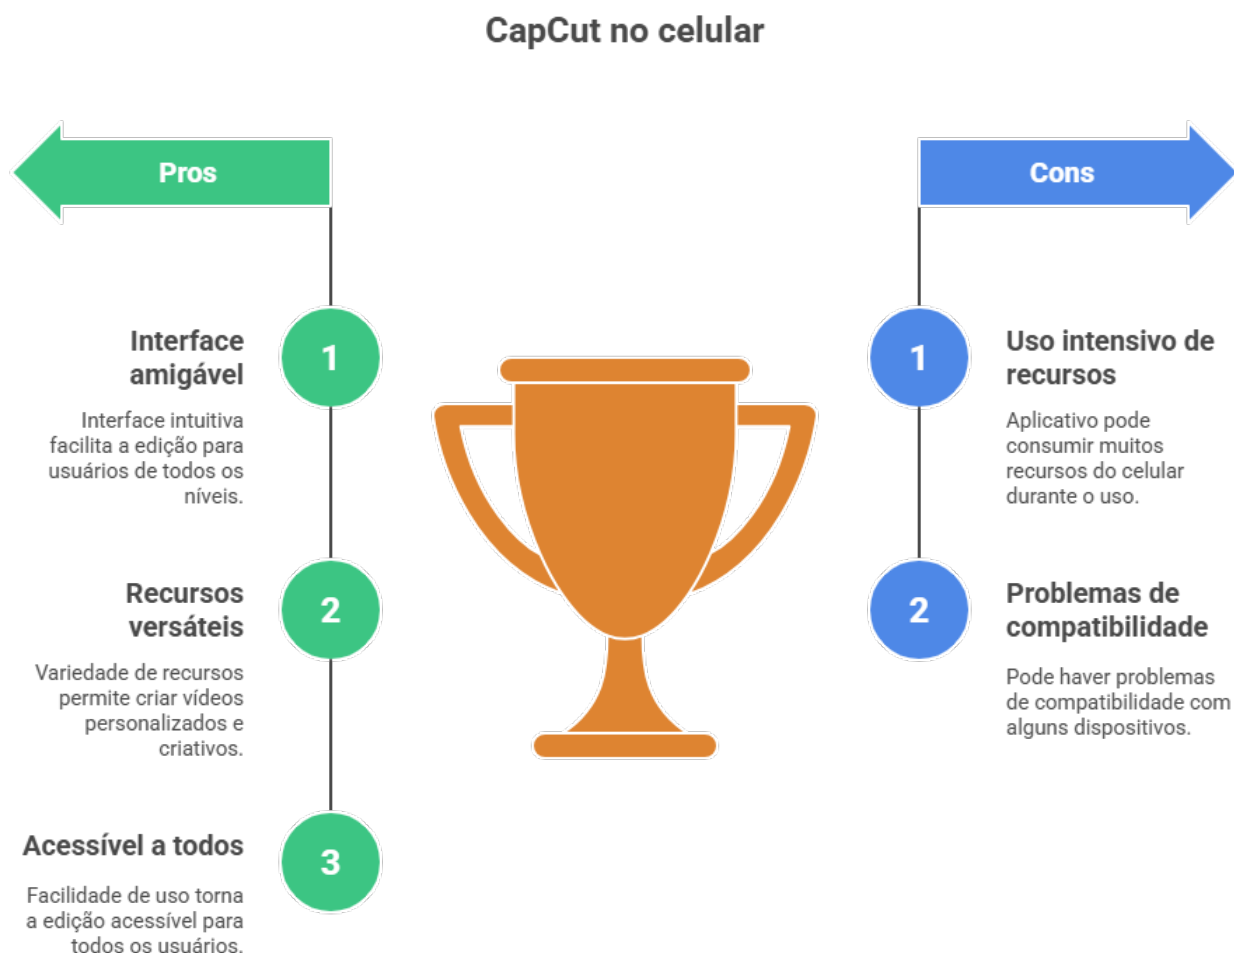 CapCut no celular
Pros
1
Interface
amigável
Interface intuitiva
facilita a edição para
usuários de todos os
níveis.
2
Recursos
versáteis
Variedade de recursos
permite criar vídeos
personalizados e
criativos.
3
Acessível a todos
Facilidade de uso torna
a edição acessível para
todos os usuários.
Cons
1
Uso intensivo de
recursos
Aplicativo pode
consumir muitos
recursos do celular
durante o uso.
2
Problemas de
compatibilidade
Pode haver problemas
de compatibilidade com
alguns dispositivos.